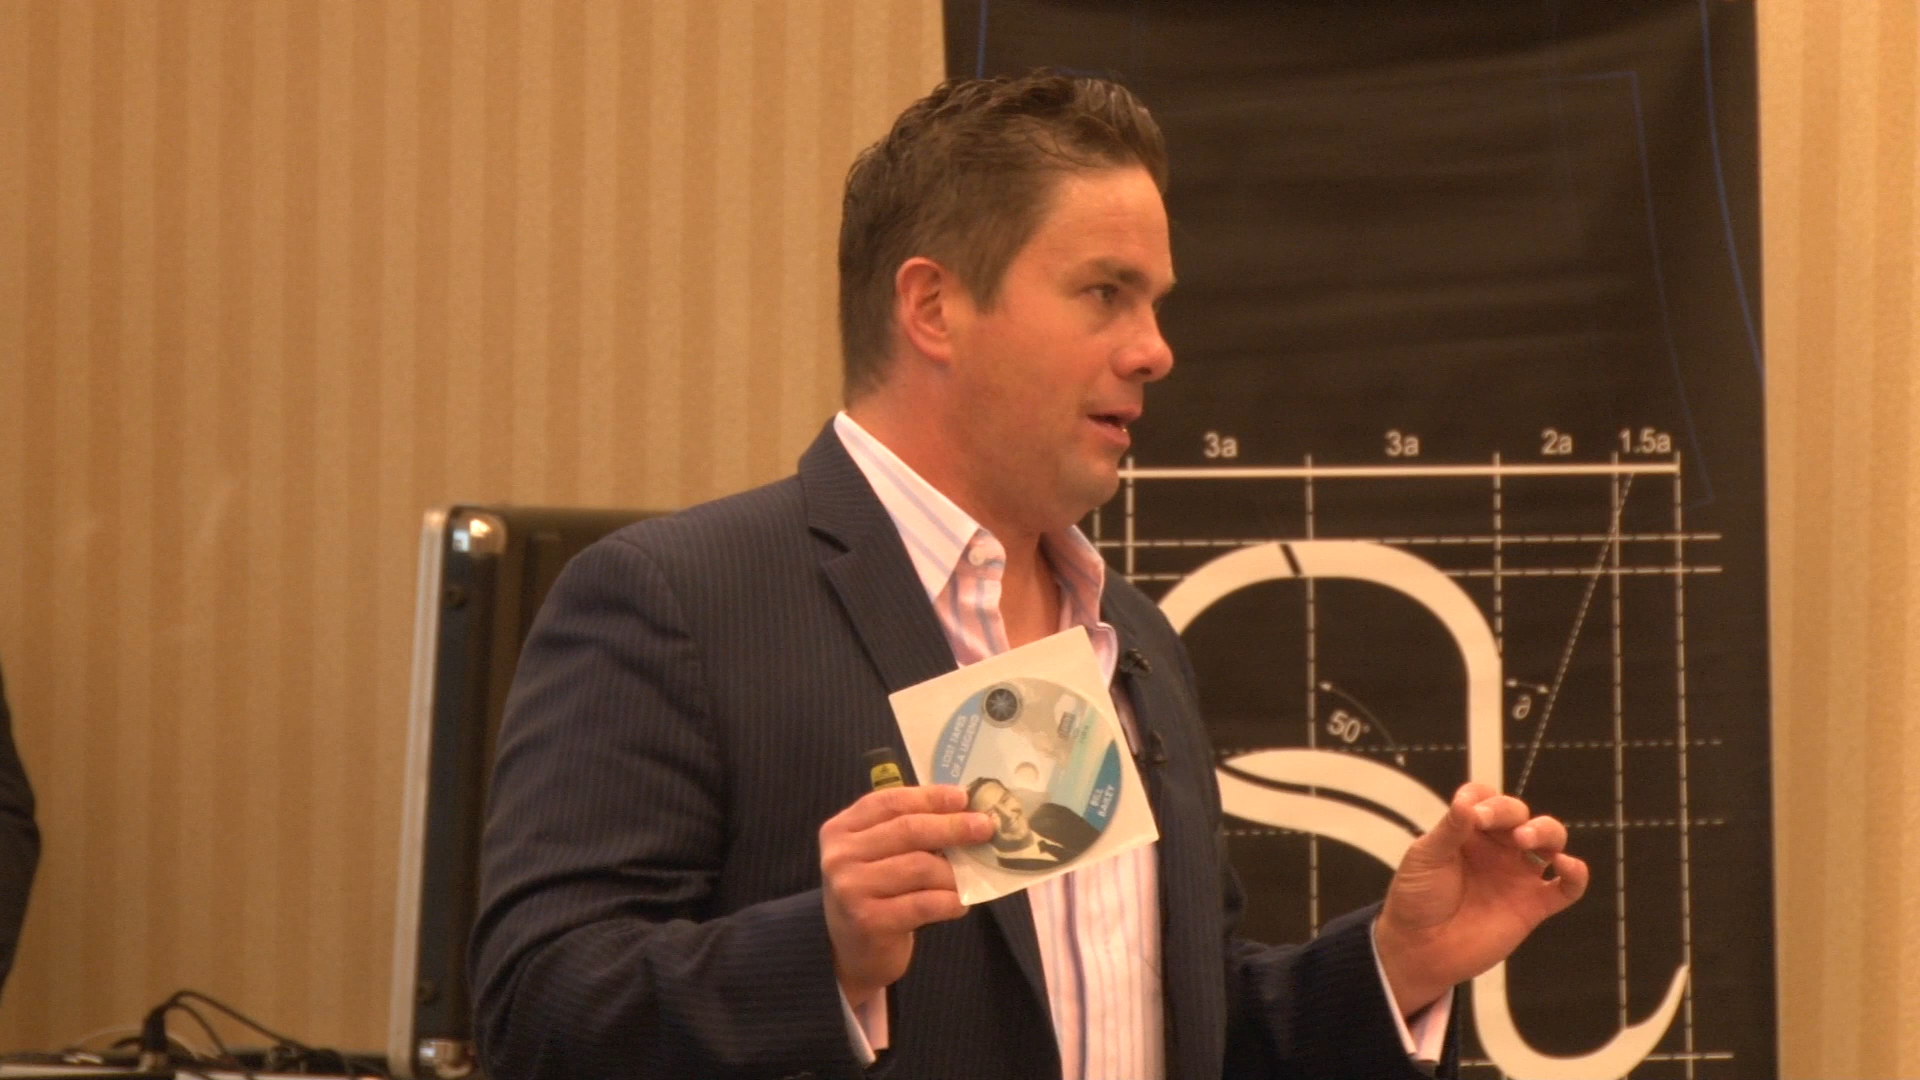 3a 3a 2a 1.5a
50°
a
LOST TAPES
OF A LEGEND
BILL
BAILEY